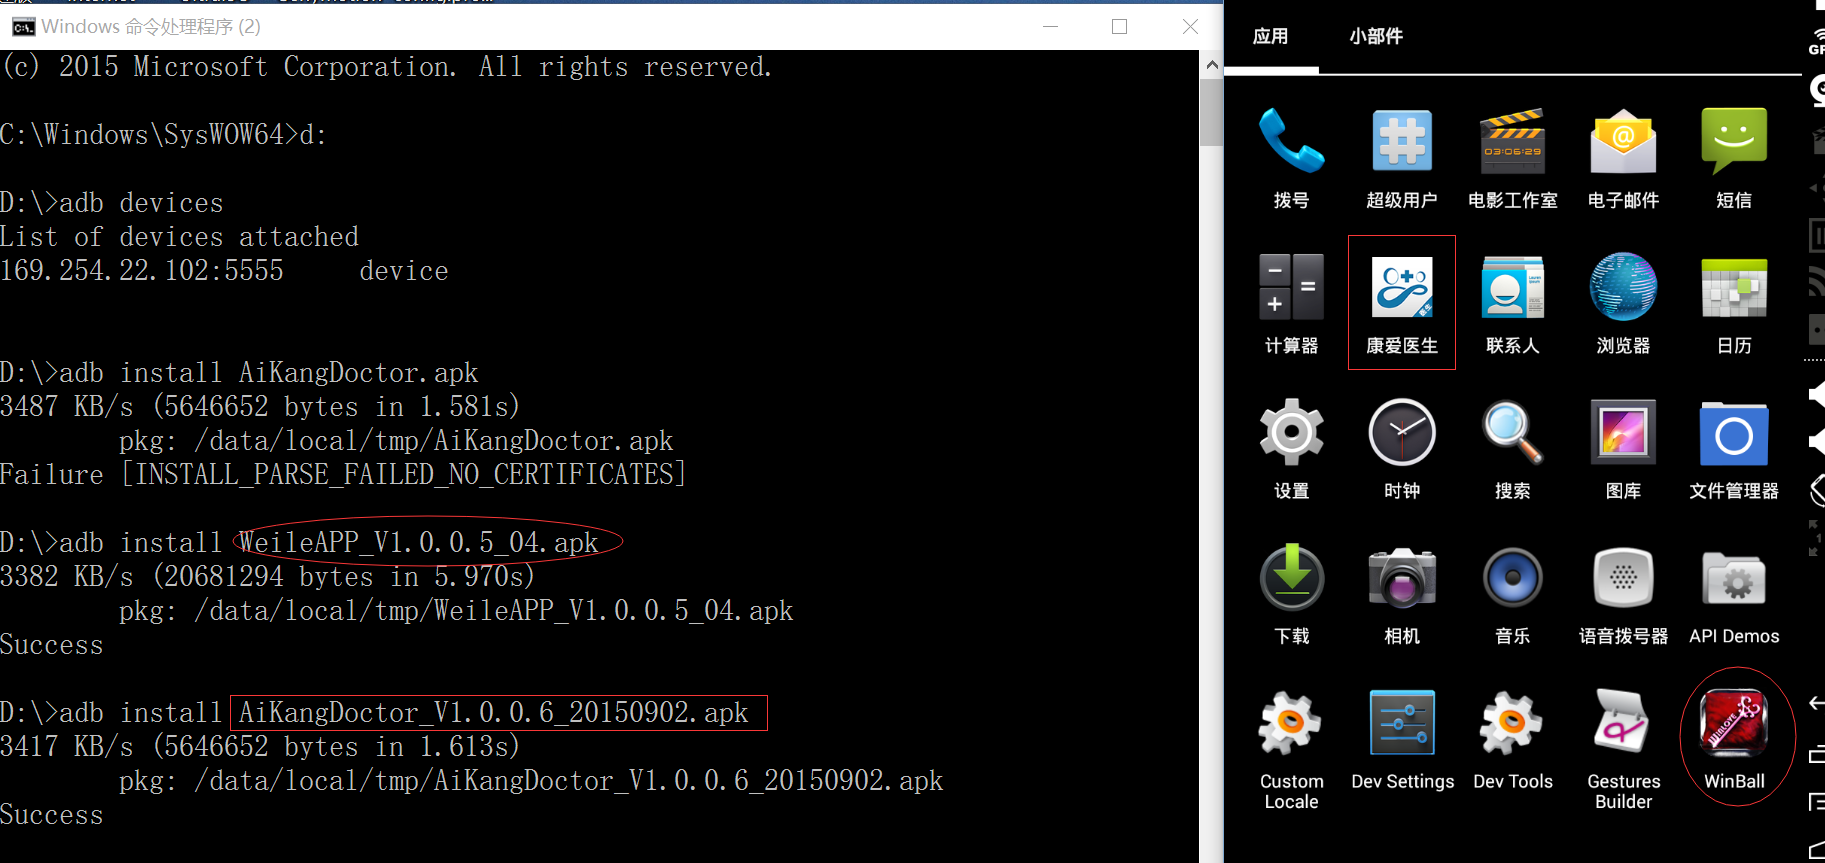 Windows 命令处理程序 (2)
(c) 2015 Microsoft Corporation. All rights reserved.
C:\Windows\SysWOW64>d:
D:\>adb devices
List of devices attached
169.254.22.102:5555     device
D:\>adb install AiKangDoctor.apk
3487 KB/s (5646652 bytes in 1.581s)
        pkg: /data/local/tmp/AiKangDoctor.apk
Failure [INSTALL_PARSE_FAILED_NO_CERTIFICATES]
D:\>adb install WeileAPP_V1.0.0.5_04.apk
3382 KB/s (20681294 bytes in 5.970s)
        pkg: /data/local/tmp/WeileAPP_V1.0.0.5_04.apk
Success
D:\>adb install AiKangDoctor_V1.0.0.6_20150902.apk
3417 KB/s (5646652 bytes in 1.613s)
        pkg: /data/local/tmp/AiKangDoctor_V1.0.0.6_20150902.apk
Success
应用 小部件
03:06:29
拨号 超级用户 电影工作室 电子邮件 短信
计算器 康爱医生 联系人 浏览器 日历
设置 时钟 搜索 图库 文件管理器
下载 相机 音乐 语音拨号器 API Demos
Custom Locale Dev Settings Dev Tools Gestures Builder WinBall